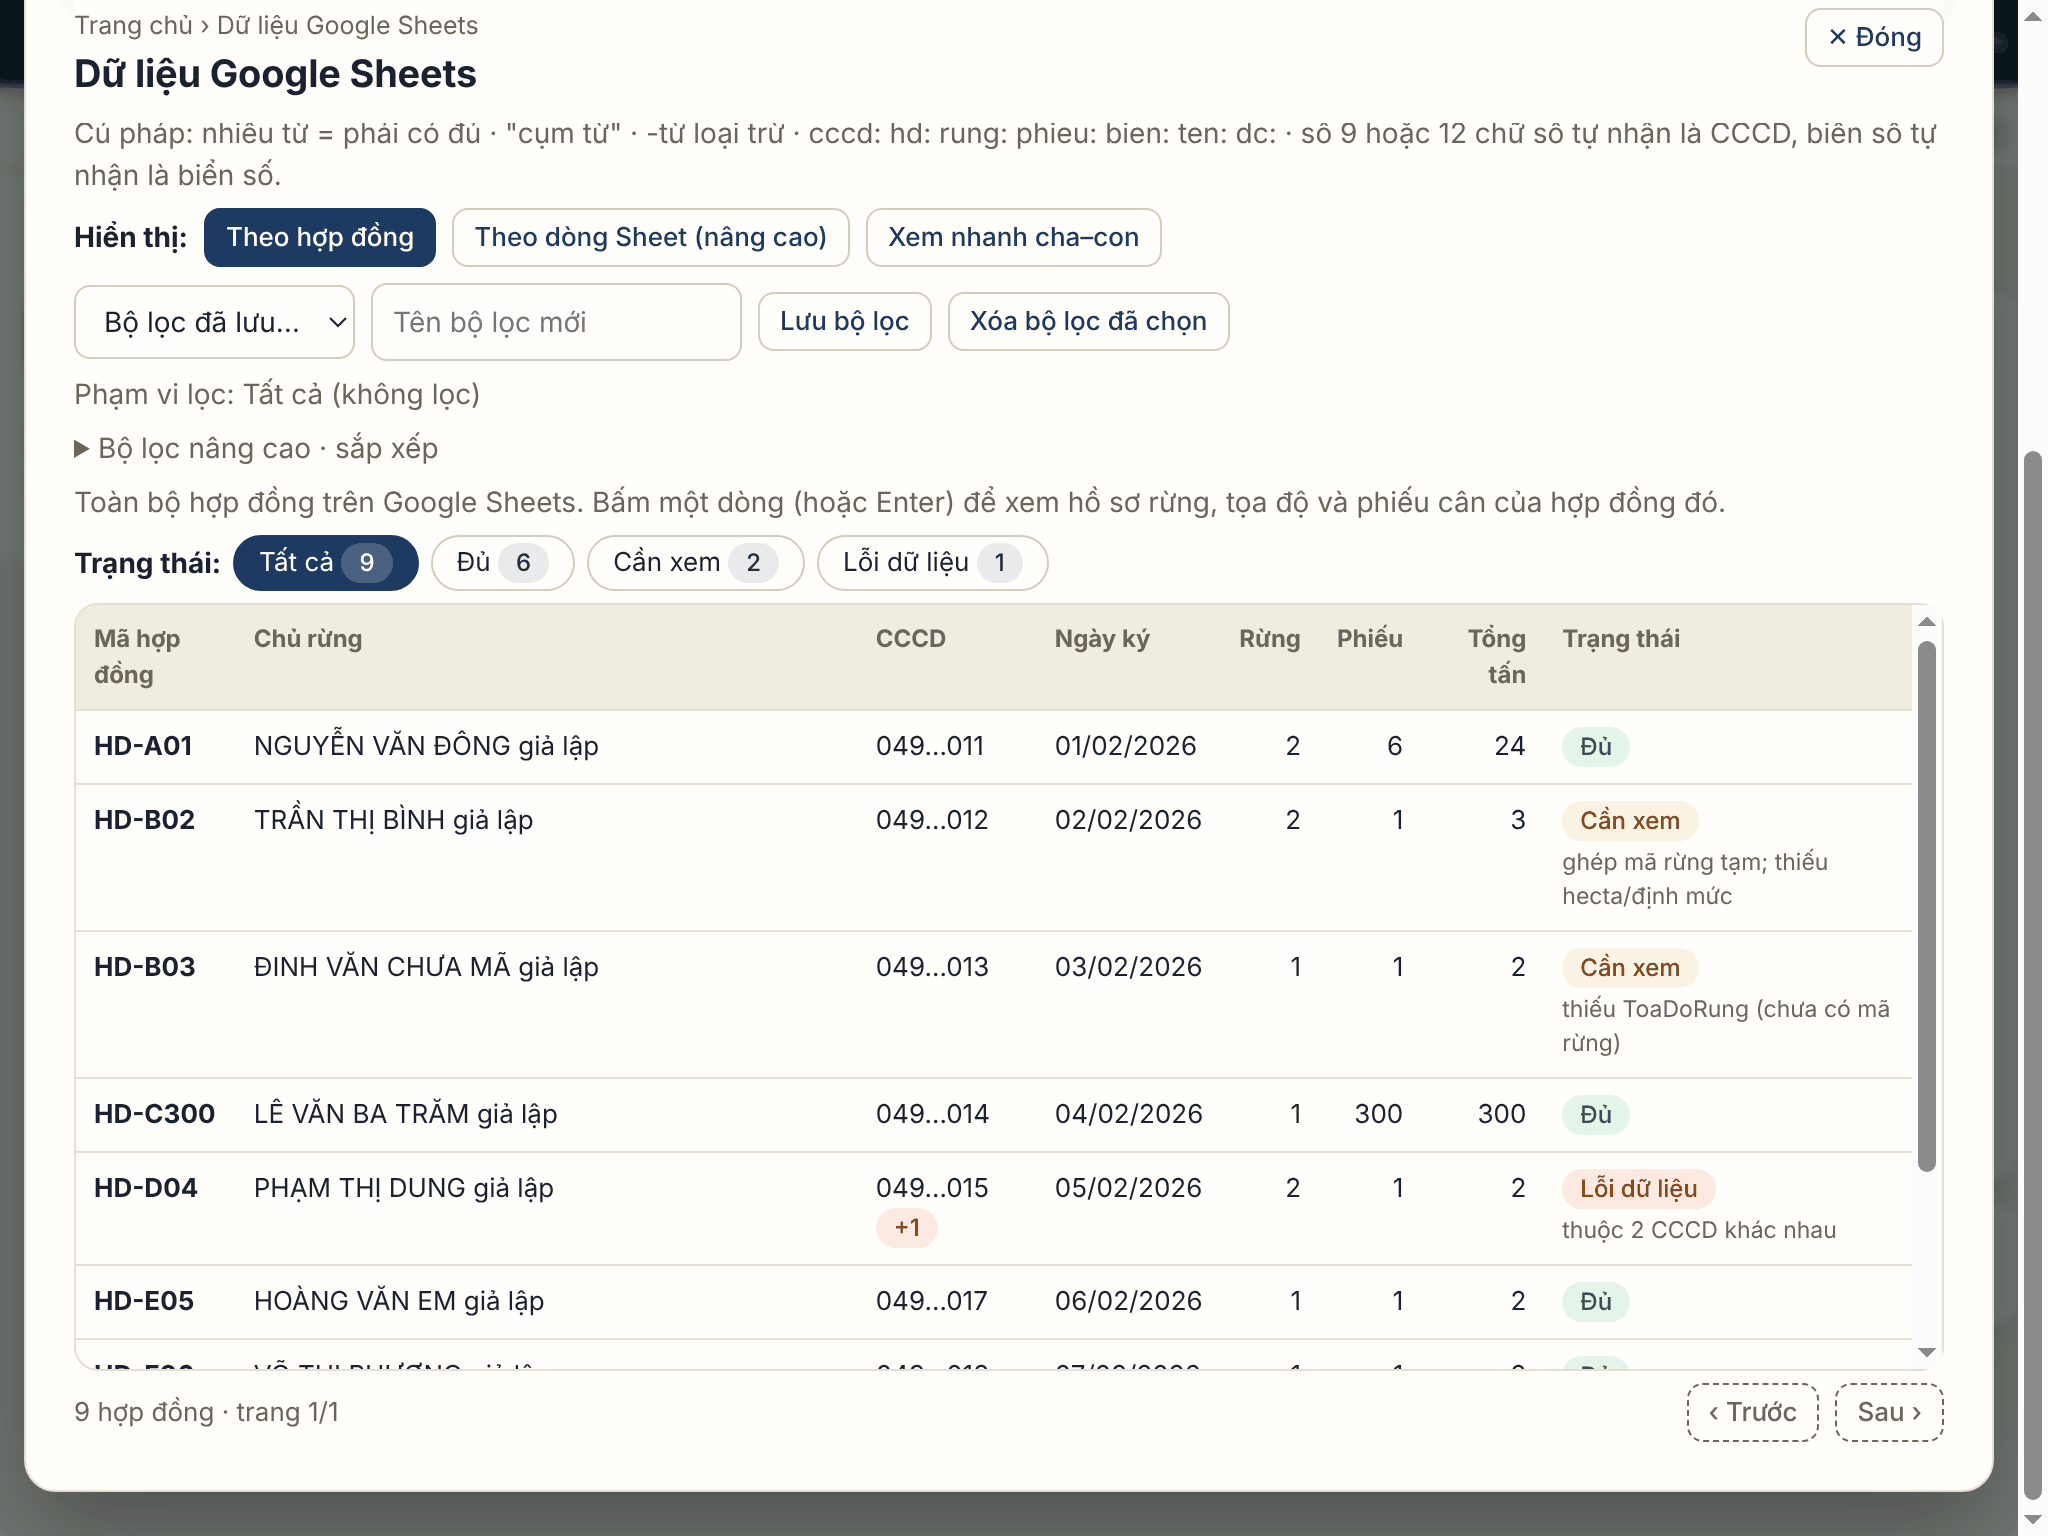 Trang chủ › Dữ liệu Google Sheets
✕ Đóng
Dữ liệu Google Sheets
Cú pháp: nhiều từ = phải có đủ · "cụm từ" · -từ loại trừ · cccd: hd: rung: phieu: bien: ten: dc: · số 9 hoặc 12 chữ số tự nhận là CCCD, biển số tự
nhận là biển số.
Hiển thị: Theo hợp đồng Theo dòng Sheet (nâng cao) Xem nhanh cha–con
Bộ lọc đã lưu... Tên bộ lọc mới Lưu bộ lọc Xóa bộ lọc đã chọn
Phạm vi lọc: Tất cả (không lọc)
▶ Bộ lọc nâng cao · sắp xếp
Toàn bộ hợp đồng trên Google Sheets. Bấm một dòng (hoặc Enter) để xem hồ sơ rừng, tọa độ và phiếu cân của hợp đồng đó.
Trạng thái: Tất cả 9 Đủ 6 Cần xem 2 Lỗi dữ liệu 1
Mã hợp đồng Chủ rừng CCCD Ngày ký Rừng Phiếu Tổng tấn Trạng thái
HD-A01 NGUYỄN VĂN ĐÔNG giả lập 049...011 01/02/2026 2 6 24 Đủ
HD-B02 TRẦN THỊ BÌNH giả lập 049...012 02/02/2026 2 1 3 Cần xem
ghép mã rừng tạm; thiếu
hecta/định mức
HD-B03 ĐINH VĂN CHƯA MÃ giả lập 049...013 03/02/2026 1 1 2 Cần xem
thiếu ToaDoRung (chưa có mã
rừng)
HD-C300 LÊ VĂN BA TRĂM giả lập 049...014 04/02/2026 1 300 300 Đủ
HD-D04 PHẠM THỊ DUNG giả lập 049...015 05/02/2026 2 1 2 Lỗi dữ liệu
+1 thuộc 2 CCCD khác nhau
HD-E05 HOÀNG VĂN EM giả lập 049...017 06/02/2026 1 1 2 Đủ
9 hợp đồng · trang 1/1
‹ Trước Sau ›